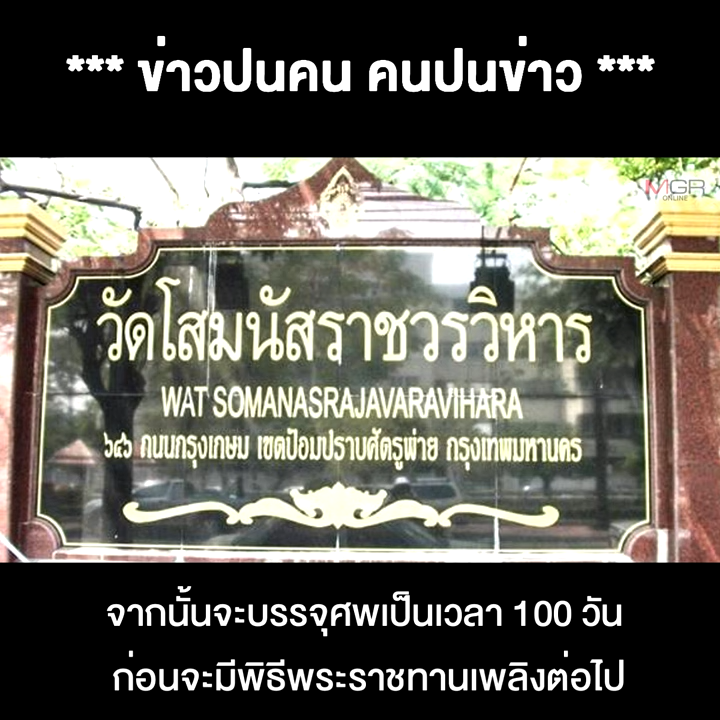 *** ข่าวปนคน คนปนข่าว ***
MGR
ONLINE
วัดโสมนัสราชวรวิหาร
WAT SOMANASRAJAVARAVIHARA
๖๔๖ ถนนกรุงเกษม เขตป้อมปราบศัตรูพ่าย กรุงเทพมหานคร
จากนั้นจะบรรจุศพเป็นเวลา 100 วัน
ก่อนจะมีพิธีพระราชทานเพลิงต่อไป